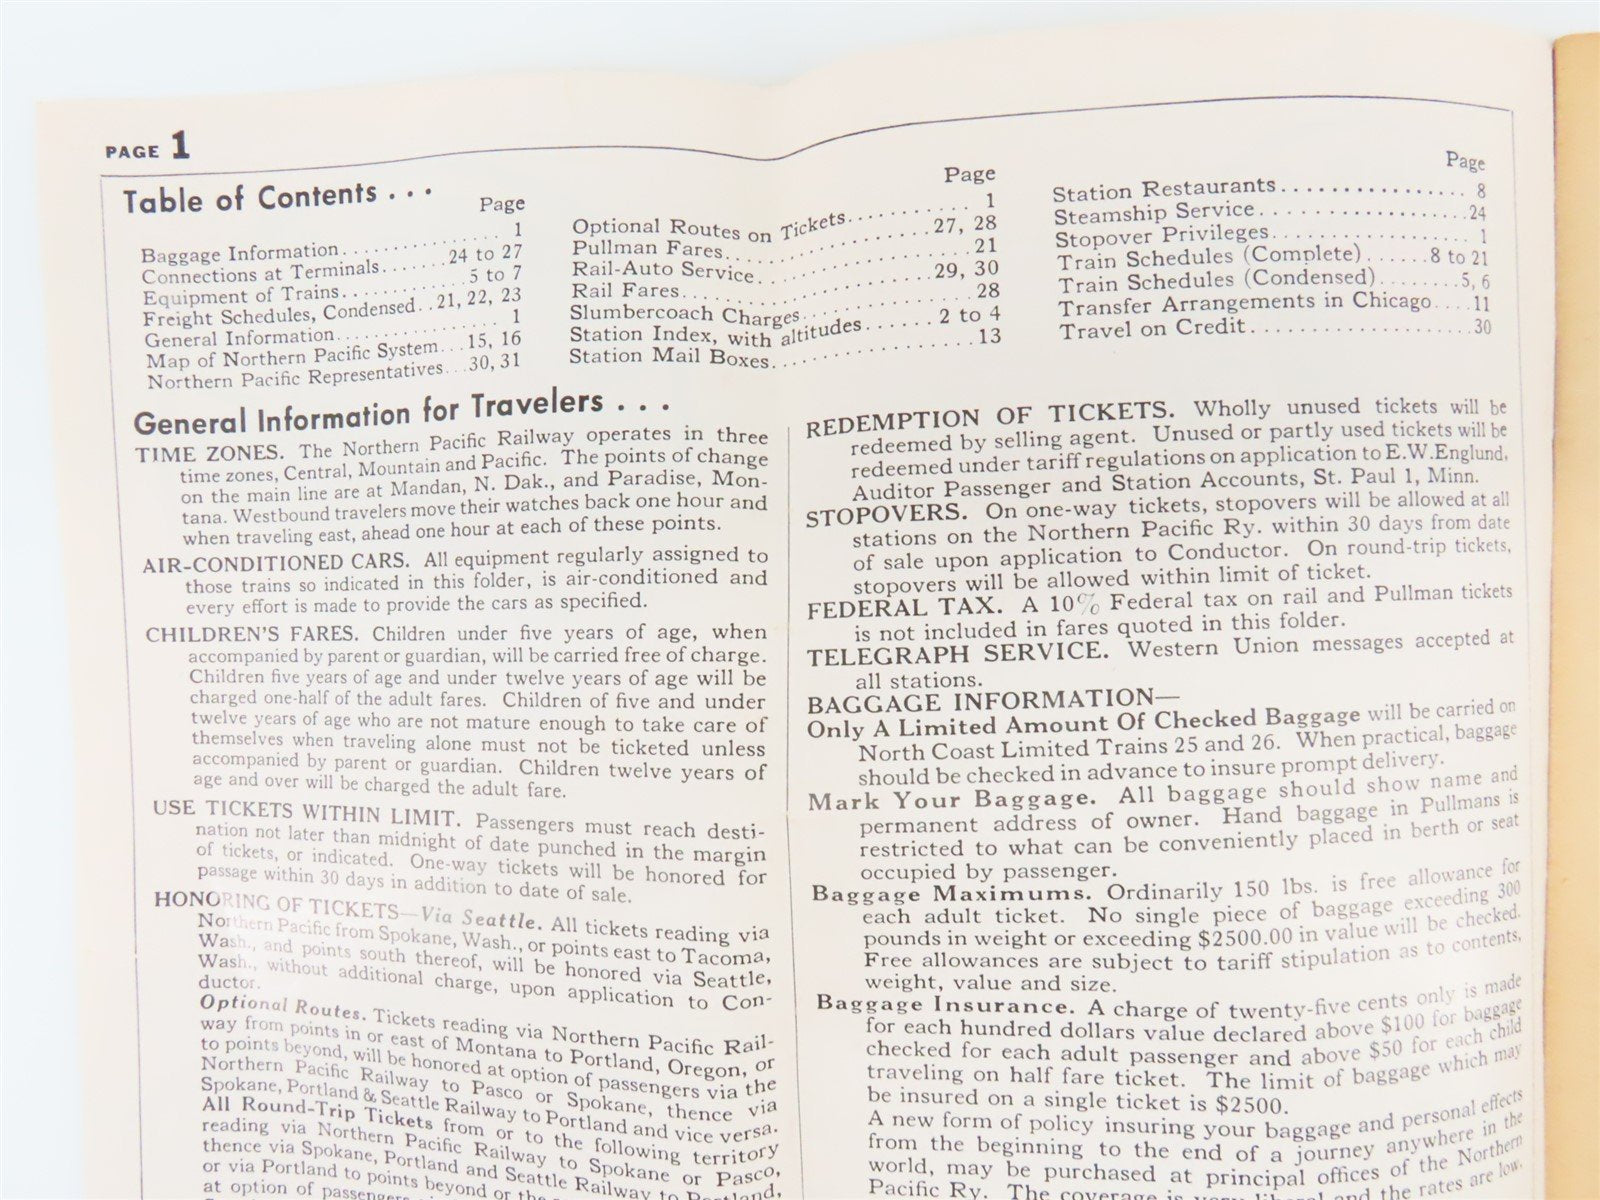 PAGE 1
Table of Contents . . .
Page
Baggage Information. . . . . . . . . . . . . . 1
Connections at Terminals. . . . . . . 24 to 27
Equipment of Trains. . . . . . . . . . . 5 to 7
Freight Schedules, Condensed. . 21, 22, 23
General Information. . . . . . . . . . . . . . 1
Map of Northern Pacific System. . . 15, 16
Northern Pacific Representatives. . . 30, 31
Page
Optional Routes on Tickets. . . . . . . . . . . 1
Pullman Fares. . . . . . . . . . . . . . . . 27, 28
Rail-Auto Service. . . . . . . . . . . . . . . . 21
Rail Fares. . . . . . . . . . . . . . . . . . 29, 30
Slumbercoach Charges. . . . . . . . . . . . 28
Station Index, with altitudes. . . . . . . 2 to 4
Station Mail Boxes. . . . . . . . . . . . . . . 13
Page
Station Restaurants. . . . . . . . . . . . . . . . 8
Steamship Service. . . . . . . . . . . . . . . . . 24
Stopover Privileges. . . . . . . . . . . . . . . . 1
Train Schedules (Complete). . . . . . 8 to 21
Train Schedules (Condensed). . . . . . . . 5, 6
Transfer Arrangements in Chicago. . . . 11
Travel on Credit. . . . . . . . . . . . . . . . . . 30
General Information for Travelers . . .
TIME ZONES. The Northern Pacific Railway operates in three
time zones, Central, Mountain and Pacific. The points of change
on the main line are at Mandan, N. Dak., and Paradise, Mon-
tana. Westbound travelers move their watches back one hour and
when traveling east, ahead one hour at each of these points.
AIR-CONDITIONED CARS. All equipment regularly assigned to
those trains so indicated in this folder, is air-conditioned and
every effort is made to provide the cars as specified.
CHILDREN'S FARES. Children under five years of age, when
accompanied by parent or guardian, will be carried free of charge.
Children five years of age and under twelve years of age will be
charged one-half of the adult fares. Children of five and under
twelve years of age who are not mature enough to take care of
themselves when traveling alone must not be ticketed unless
accompanied by parent or guardian. Children twelve years of
age and over will be charged the adult fare.
USE TICKETS WITHIN LIMIT. Passengers must reach desti-
nation not later than midnight of date punched in the margin
of tickets, or indicated. One-way tickets will be honored for
passage within 30 days in addition to date of sale.
HONORING OF TICKETS—Via Seattle. All tickets reading via
Northern Pacific from Spokane, Wash., or points east to Tacoma,
Wash., and points south thereof, will be honored via Seattle,
Wash., without additional charge, upon application to Con-
ductor.
Optional Routes. Tickets reading via Northern Pacific Rail-
way from points in or east of Montana to Portland, Oregon, or
to points beyond, will be honored at option of passengers via the
Northern Pacific Railway to Pasco or Spokane, thence via
Spokane, Portland & Seattle Railway to Portland and vice versa.
All Round-Trip Tickets from or to the following territory
reading via Northern Pacific Railway to Spokane or Pasco,
thence via Spokane, Portland and Seattle Railway to Portland,
or via Portland to points beyond or the
at option of passengers
REDEMPTION OF TICKETS. Wholly unused tickets will be
redeemed by selling agent. Unused or partly used tickets will be
redeemed under tariff regulations on application to E.W.Englund,
Auditor Passenger and Station Accounts, St. Paul 1, Minn.
STOPOVERS. On one-way tickets, stopovers will be allowed at all
stations on the Northern Pacific Ry. within 30 days from date
of sale upon application to Conductor. On round-trip tickets,
stopovers will be allowed within limit of ticket.
FEDERAL TAX. A 10% Federal tax on rail and Pullman tickets
is not included in fares quoted in this folder.
TELEGRAPH SERVICE. Western Union messages accepted at
all stations.
BAGGAGE INFORMATION—
Only A Limited Amount Of Checked Baggage will be carried on
North Coast Limited Trains 25 and 26. When practical, baggage
should be checked in advance to insure prompt delivery.
Mark Your Baggage. All baggage should show name and
permanent address of owner. Hand baggage in Pullmans is
restricted to what can be conveniently placed in berth or seat
occupied by passenger.
Baggage Maximums. Ordinarily 150 lbs. is free allowance for
each adult ticket. No single piece of baggage exceeding 300
pounds in weight or exceeding $2500.00 in value will be checked.
Free allowances are subject to tariff stipulation as to contents,
weight, value and size.
Baggage Insurance. A charge of twenty-five cents only is made
for each hundred dollars value declared above $100 for baggage
checked for each adult passenger and above $50 for each child
traveling on half fare ticket. The limit of baggage which may
be insured on a single ticket is $2500.
A new form of policy insuring your baggage and personal effects
from the beginning to the end of a journey anywhere in the
world, may be purchased at principal offices of the Northern
Pacific Ry. The coverage is very liberal and the rates are low.